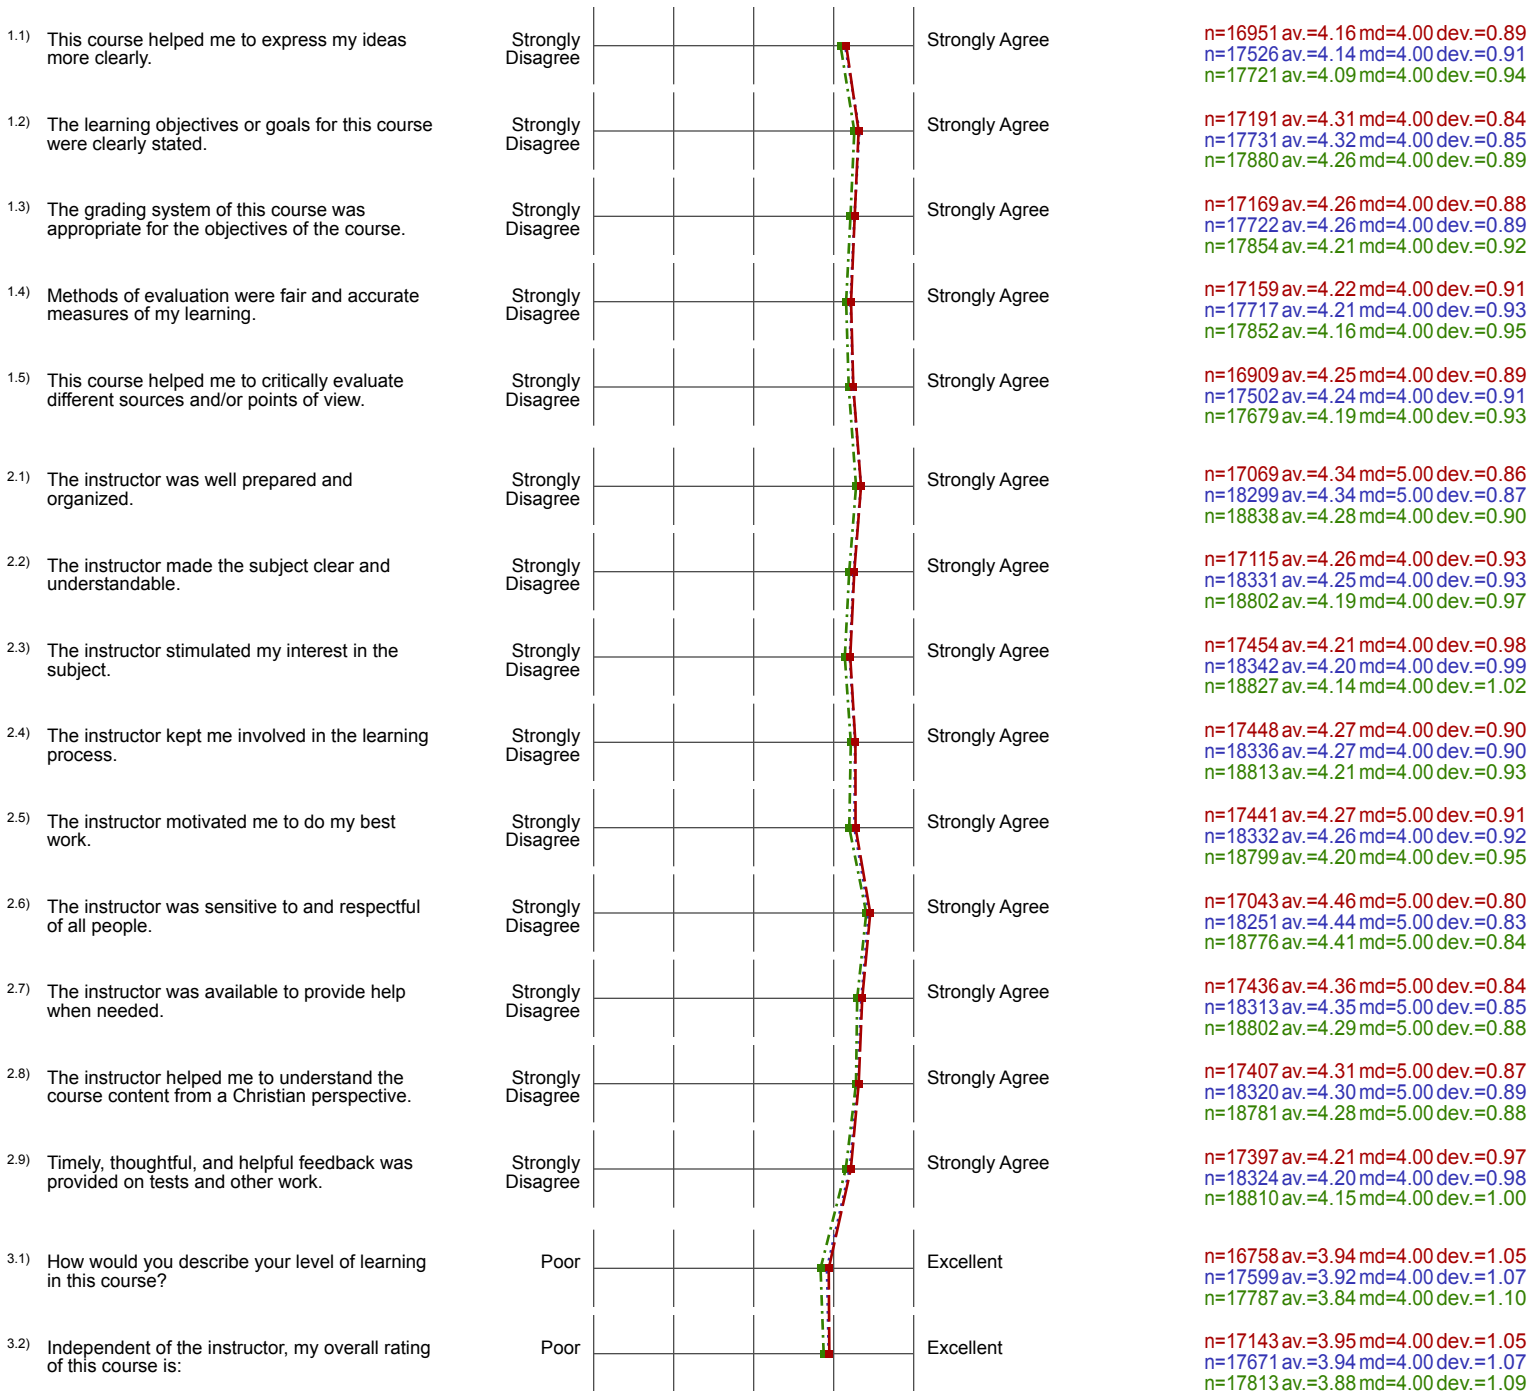 1.1) This course helped me to express my ideas
more clearly.
Strongly
Disagree
Strongly Agree
n=16951 av.=4.16 md=4.00 dev.=0.89
n=17526 av.=4.14 md=4.00 dev.=0.91
n=17721 av.=4.09 md=4.00 dev.=0.94
1.2) The learning objectives or goals for this course
were clearly stated.
Strongly
Disagree
Strongly Agree
n=17191 av.=4.31 md=4.00 dev.=0.84
n=17731 av.=4.32 md=4.00 dev.=0.85
n=17880 av.=4.26 md=4.00 dev.=0.89
1.3) The grading system of this course was
appropriate for the objectives of the course.
Strongly
Disagree
Strongly Agree
n=17169 av.=4.26 md=4.00 dev.=0.88
n=17722 av.=4.26 md=4.00 dev.=0.89
n=17854 av.=4.21 md=4.00 dev.=0.92
1.4) Methods of evaluation were fair and accurate
measures of my learning.
Strongly
Disagree
Strongly Agree
n=17159 av.=4.22 md=4.00 dev.=0.91
n=17717 av.=4.21 md=4.00 dev.=0.93
n=17852 av.=4.16 md=4.00 dev.=0.95
1.5) This course helped me to critically evaluate
different sources and/or points of view.
Strongly
Disagree
Strongly Agree
n=16909 av.=4.25 md=4.00 dev.=0.89
n=17502 av.=4.24 md=4.00 dev.=0.91
n=17679 av.=4.19 md=4.00 dev.=0.93
2.1) The instructor was well prepared and
organized.
Strongly
Disagree
Strongly Agree
n=17069 av.=4.34 md=5.00 dev.=0.86
n=18299 av.=4.34 md=5.00 dev.=0.87
n=18838 av.=4.28 md=4.00 dev.=0.90
2.2) The instructor made the subject clear and
understandable.
Strongly
Disagree
Strongly Agree
n=17115 av.=4.26 md=4.00 dev.=0.93
n=18331 av.=4.25 md=4.00 dev.=0.93
n=18802 av.=4.19 md=4.00 dev.=0.97
2.3) The instructor stimulated my interest in the
subject.
Strongly
Disagree
Strongly Agree
n=17454 av.=4.21 md=4.00 dev.=0.98
n=18342 av.=4.20 md=4.00 dev.=0.99
n=18827 av.=4.14 md=4.00 dev.=1.02
2.4) The instructor kept me involved in the learning
process.
Strongly
Disagree
Strongly Agree
n=17448 av.=4.27 md=4.00 dev.=0.90
n=18336 av.=4.27 md=4.00 dev.=0.90
n=18813 av.=4.21 md=4.00 dev.=0.93
2.5) The instructor motivated me to do my best
work.
Strongly
Disagree
Strongly Agree
n=17441 av.=4.27 md=5.00 dev.=0.91
n=18332 av.=4.26 md=4.00 dev.=0.92
n=18799 av.=4.20 md=4.00 dev.=0.95
2.6) The instructor was sensitive to and respectful
of all people.
Strongly
Disagree
Strongly Agree
n=17043 av.=4.46 md=5.00 dev.=0.80
n=18251 av.=4.44 md=5.00 dev.=0.83
n=18776 av.=4.41 md=5.00 dev.=0.84
2.7) The instructor was available to provide help
when needed.
Strongly
Disagree
Strongly Agree
n=17436 av.=4.36 md=5.00 dev.=0.84
n=18313 av.=4.35 md=5.00 dev.=0.85
n=18802 av.=4.29 md=5.00 dev.=0.88
2.8) The instructor helped me to understand the
course content from a Christian perspective.
Strongly
Disagree
Strongly Agree
n=17407 av.=4.31 md=5.00 dev.=0.87
n=18320 av.=4.30 md=5.00 dev.=0.89
n=18781 av.=4.28 md=5.00 dev.=0.88
2.9) Timely, thoughtful, and helpful feedback was
provided on tests and other work.
Strongly
Disagree
Strongly Agree
n=17397 av.=4.21 md=4.00 dev.=0.97
n=18324 av.=4.20 md=4.00 dev.=0.98
n=18810 av.=4.15 md=4.00 dev.=1.00
3.1) How would you describe your level of learning
in this course?
Poor
Excellent
n=16758 av.=3.94 md=4.00 dev.=1.05
n=17599 av.=3.92 md=4.00 dev.=1.07
n=17787 av.=3.84 md=4.00 dev.=1.10
3.2) Independent of the instructor, my overall rating
of this course is:
Poor
Excellent
n=17143 av.=3.95 md=4.00 dev.=1.05
n=17671 av.=3.94 md=4.00 dev.=1.07
n=17813 av.=3.88 md=4.00 dev.=1.09